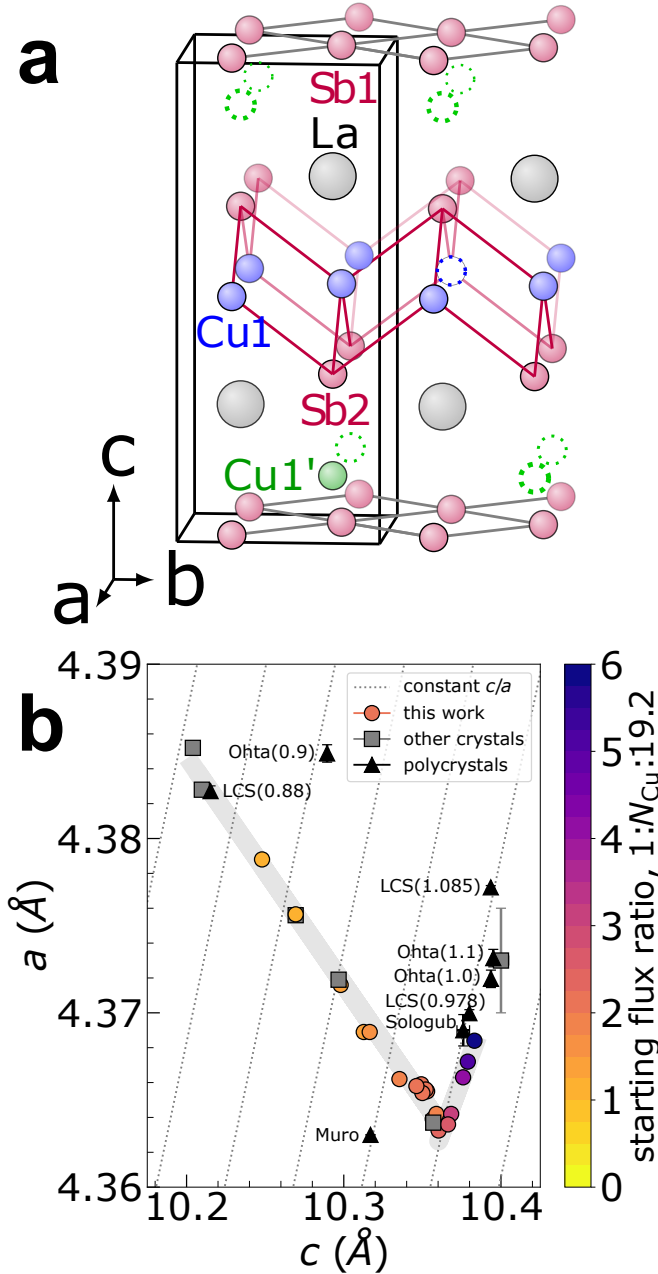 a
Sb1
La
Cu1
Sb2
Cu1'
c
a
b
b
4.39
4.38
4.37
4.36
a (Å)
10.2
10.3
10.4
c (Å)
constant c/a
this work
other crystals
polycrystals
Ohta(0.9)
LCS(0.88)
LCS(1.085)
Ohta(1.1)
Ohta(1.0)
LCS(0.978)
Sologub
Muro
6
5
4
3
2
1
0
starting flux ratio, 1:N_Cu:19.2